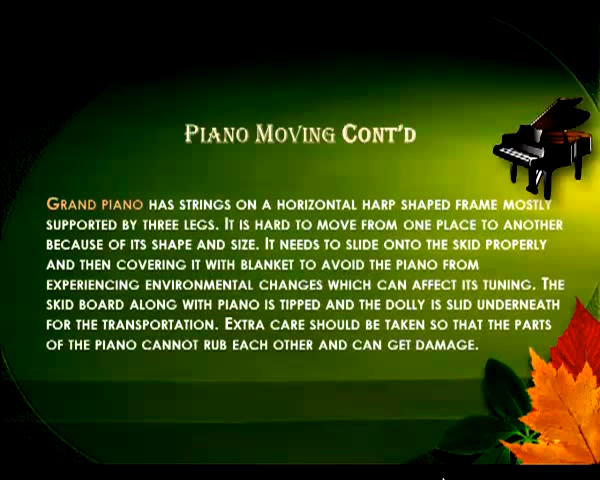 Piano Moving Cont'd
Grand piano has strings on a horizontal harp shaped frame mostly
supported by three legs. It is hard to move from one place to another
because of its shape and size. It needs to slide onto the skid properly
and then covering it with blanket to avoid the piano from
experiencing environmental changes which can affect its tuning. The
skid board along with piano is tipped and the dolly is slid underneath
for the transportation. Extra care should be taken so that the parts
of the piano cannot rub each other and can get damage.